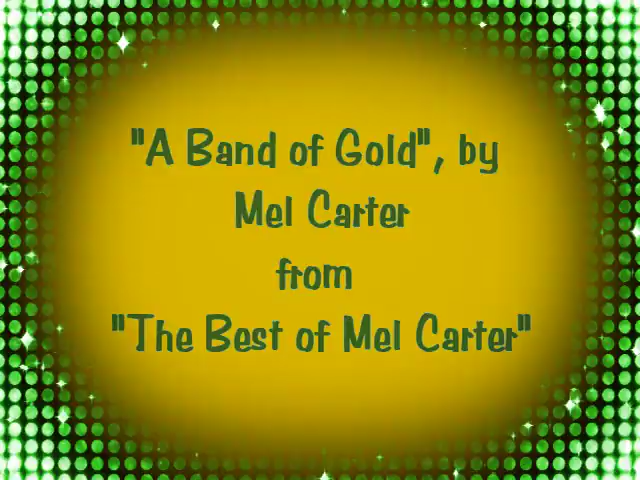 "A Band of Gold", by
Mel Carter
from
"The Best of Mel Carter"